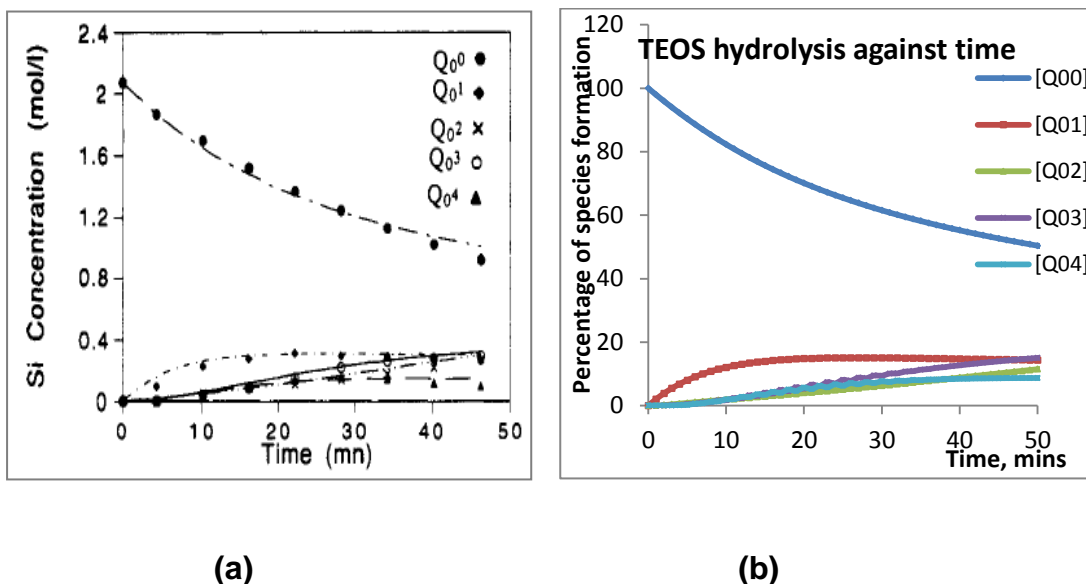 2.4
2
1.6
1.2
0.8
0.4
0
0 10 20 30 40 50
Si Concentration (mol/l)
Time (mn)
Q₀⁰
Q₀¹
Q₀²
Q₀³
Q₀⁴
TEOS hydrolysis against time
120
100
80
60
40
20
0
0 10 20 30 40 50
Percentage of species formation
Time, mins
[Q00]
[Q01]
[Q02]
[Q03]
[Q04]
(a) (b)